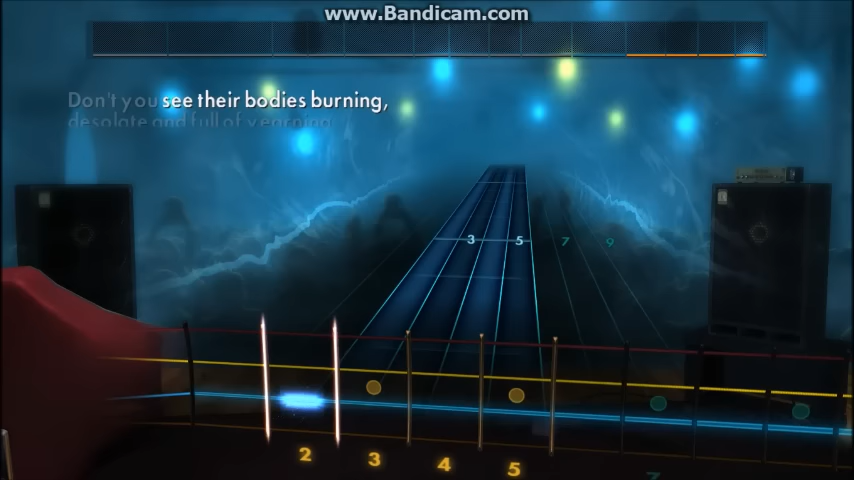 www.Bandicam.com
Don't you see their bodies burning,
desolate and full of yearning
3 5 7 9
2 3 4 5 7